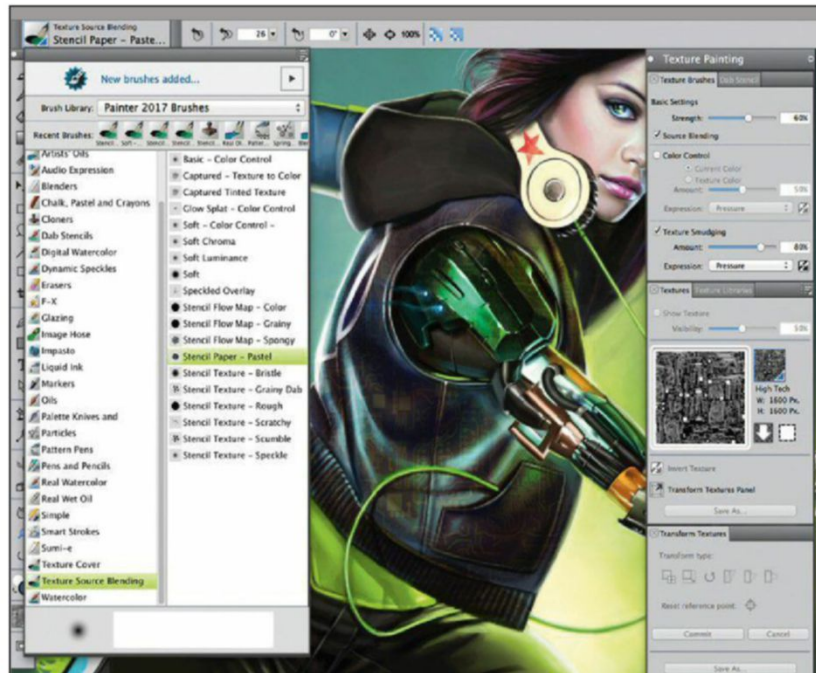 Texture Source Blending
Stencil Paper - Paste...
26
0°
100%
New brushes added...
Brush Library: Painter 2017 Brushes
Recent Brushes:
Stencil... Soft -... Stencil... Stencil... Stencil... Real Oi... Patter... Spring...
Artists' Oils
Audio Expression
Blenders
Chalk, Pastel and Crayons
Cloners
Dab Stencils
Digital Watercolor
Dynamic Speckles
Erasers
F-X
Glazing
Image Hose
Impasto
Liquid Ink
Markers
Oils
Palette Knives and
Particles
Pattern Pens
Pens and Pencils
Real Watercolor
Real Wet Oil
Simple
Smart Strokes
Sumi-e
Texture Cover
Texture Source Blending
Watercolor
Basic - Color Control
Captured - Texture to Color
Captured Tinted Texture
Glow Splat - Color Control
Soft - Color Control -
Soft Chroma
Soft Luminance
Soft
Speckled Overlay
Stencil Flow Map - Color
Stencil Flow Map - Grainy
Stencil Flow Map - Spongy
Stencil Paper - Pastel
Stencil Texture - Bristle
Stencil Texture - Grainy Dab
Stencil Texture - Rough
Stencil Texture - Scratchy
Stencil Texture - Scumble
Stencil Texture - Speckle
Texture Painting
Texture Brushes Dab Stencil
Basic Settings
Strength: 60%
Source Blending
Color Control
Current Color
Texture Color
Amount: 50%
Expression: Pressure
Texture Smudging
Amount: 80%
Expression: Pressure
Textures Texture Libraries
Show Texture
Visibility: 50%
High Tech
W: 1600 Px.
H: 1600 Px.
Invert Texture
Transform Textures Panel
Save As...
Transform Textures
Transform type:
Reset reference point:
Commit Cancel
Save As...